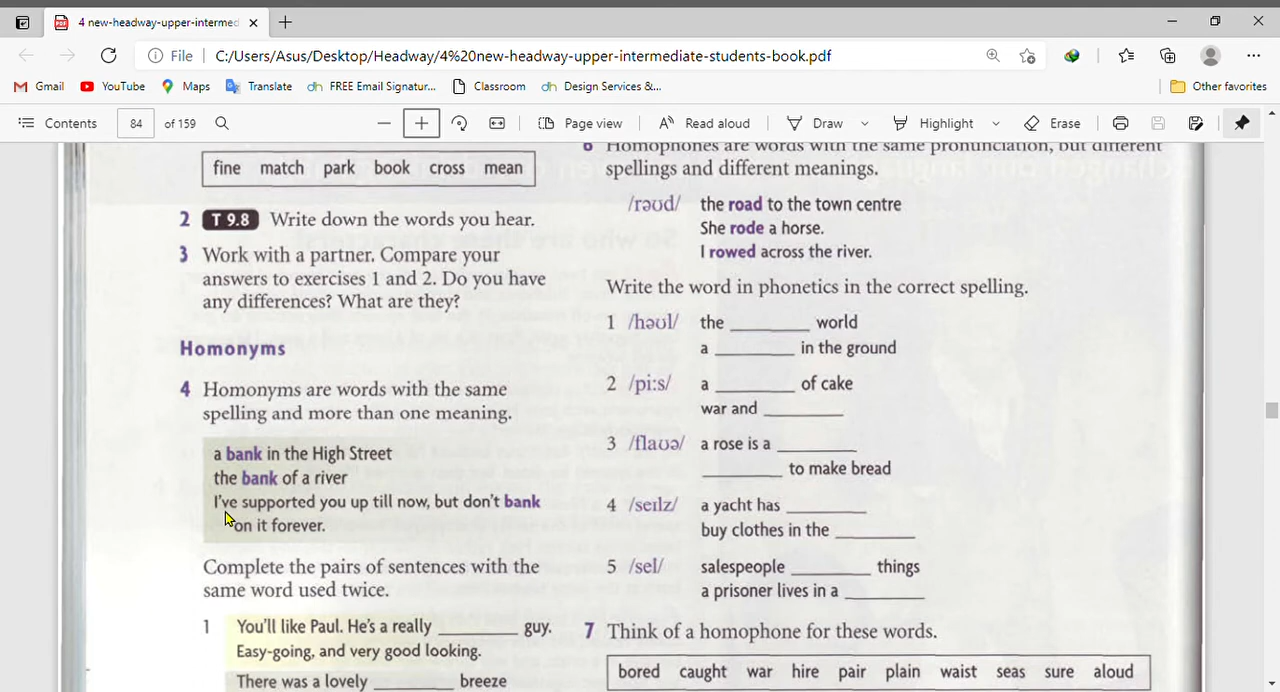 4 new-headway-upper-intermed
File C:/Users/Asus/Desktop/Headway/4%20new-headway-upper-intermediate-students-book.pdf
Gmail YouTube Maps Translate FREE Email Signatur... Classroom Design Services &... Other favorites
Contents 84 of 159 Page view Read aloud Draw Highlight Erase
fine match park book cross mean
2 T 9.8 Write down the words you hear.
3 Work with a partner. Compare your
answers to exercises 1 and 2. Do you have
any differences? What are they?
Homonyms
4 Homonyms are words with the same
spelling and more than one meaning.
a bank in the High Street
the bank of a river
I've supported you up till now, but don't bank
on it forever.
Complete the pairs of sentences with the
same word used twice.
1 You'll like Paul. He's a really ________ guy.
Easy-going, and very good looking.
There was a lovely ________ breeze
6 Homophones are words with the same pronunciation, but different
spellings and different meanings.
/rəʊd/ the road to the town centre
She rode a horse.
I rowed across the river.
Write the word in phonetics in the correct spelling.
1 /həʊl/ the ________ world
a ________ in the ground
2 /piːs/ a ________ of cake
war and ________
3 /flaʊə/ a rose is a ________
________ to make bread
4 /seɪlz/ a yacht has ________
buy clothes in the ________
5 /sel/ salespeople ________ things
a prisoner lives in a ________
7 Think of a homophone for these words.
bored caught war hire pair plain waist seas sure aloud